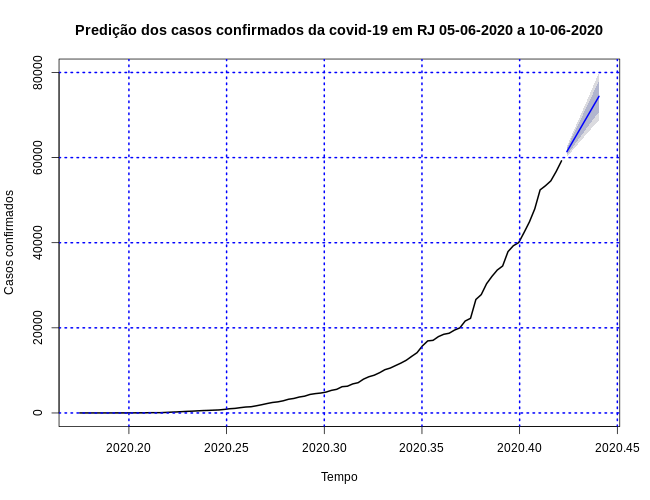 Predição dos casos confirmados da covid-19 em RJ 05-06-2020 a 10-06-2020
Casos confirmados
80000
60000
40000
20000
0
2020.20 2020.25 2020.30 2020.35 2020.40 2020.45
Tempo